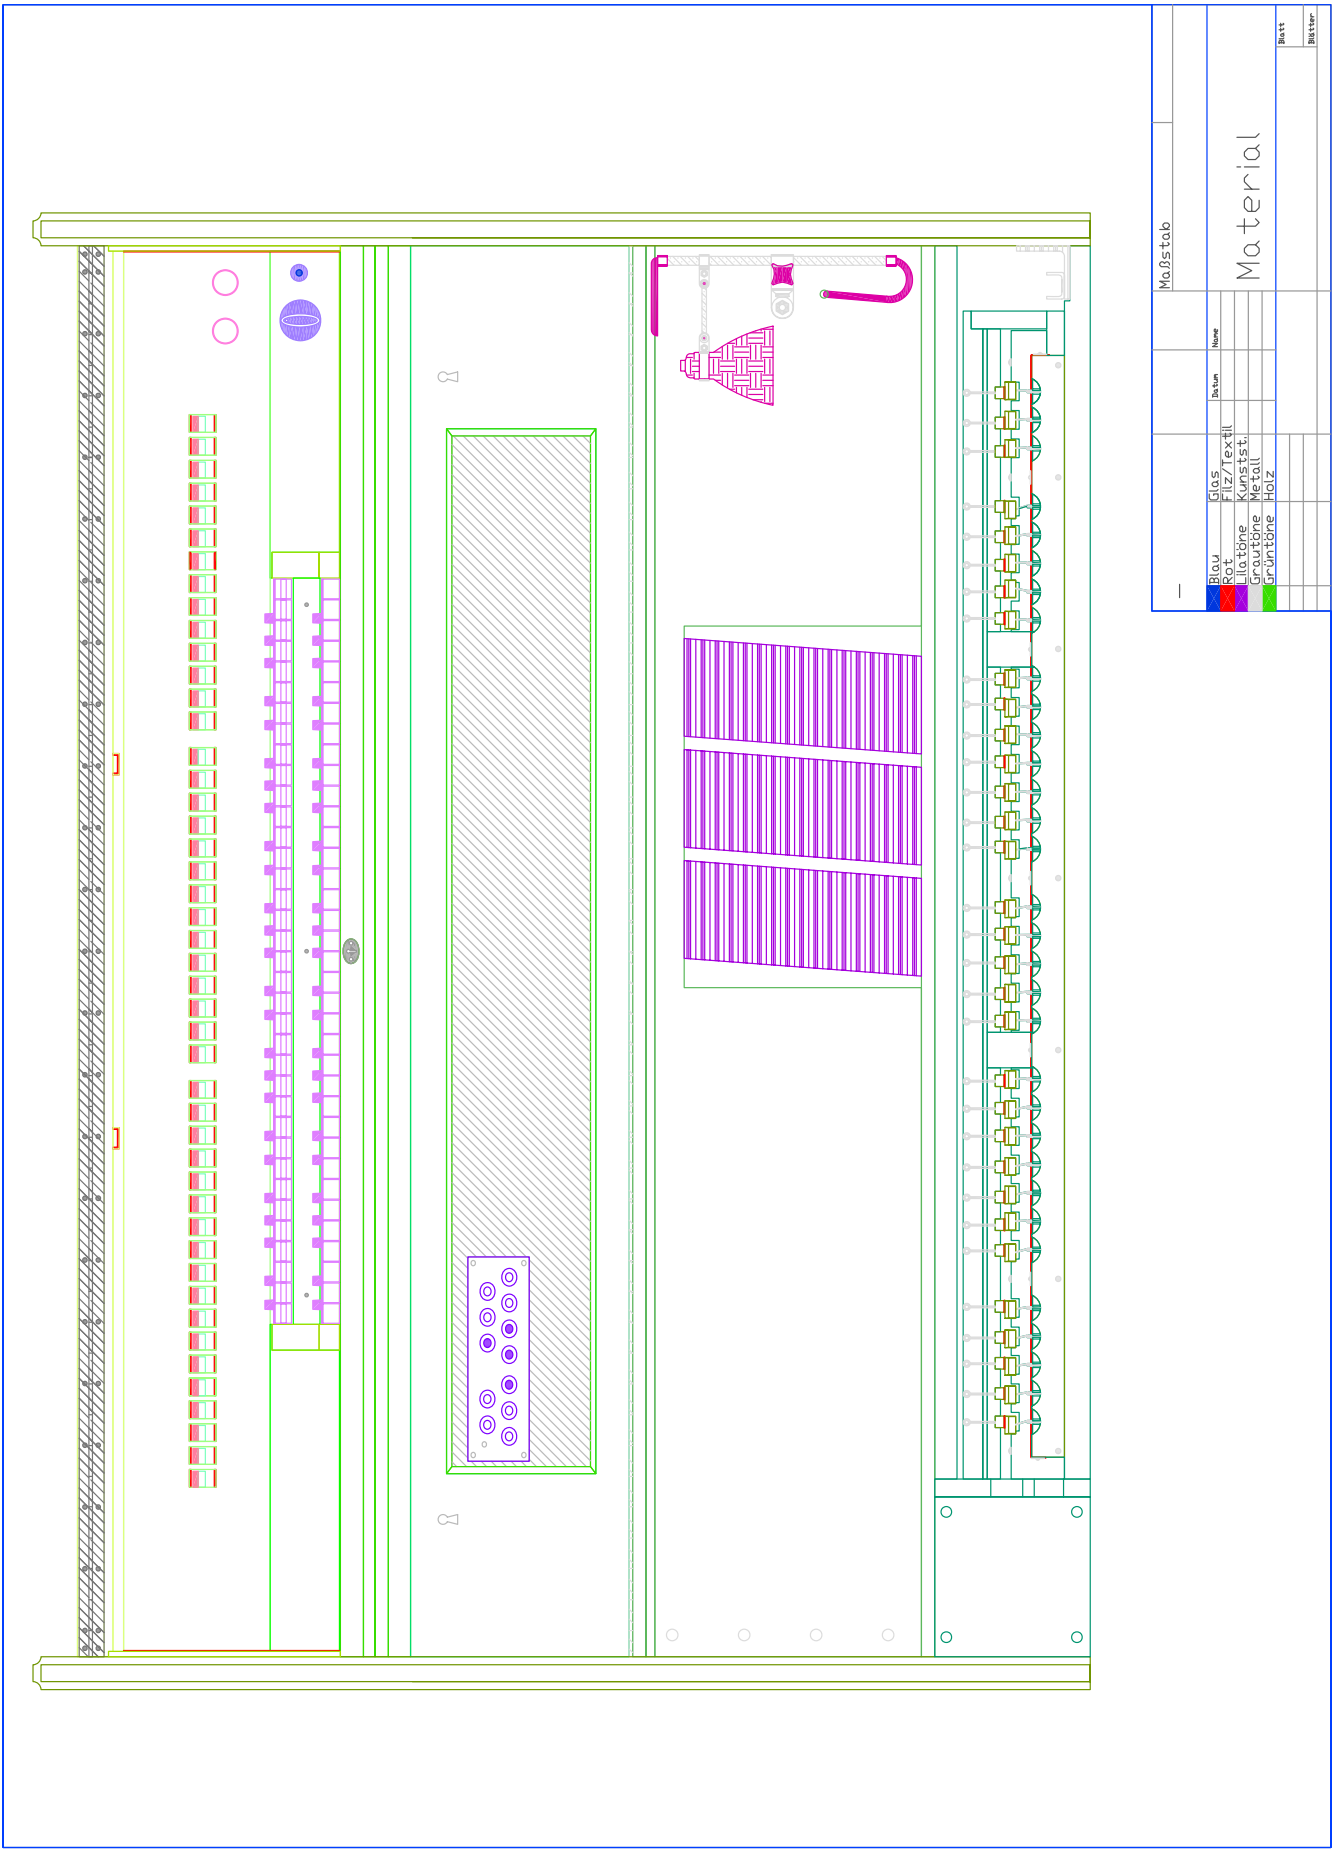 Maßstab
Material
Blatt
Blätter
Datum
Name
Blau
Glas
Rot
Filz/Textil
Lilatöne
Kunstst.
Grautöne
Metall
Grüntöne
Holz